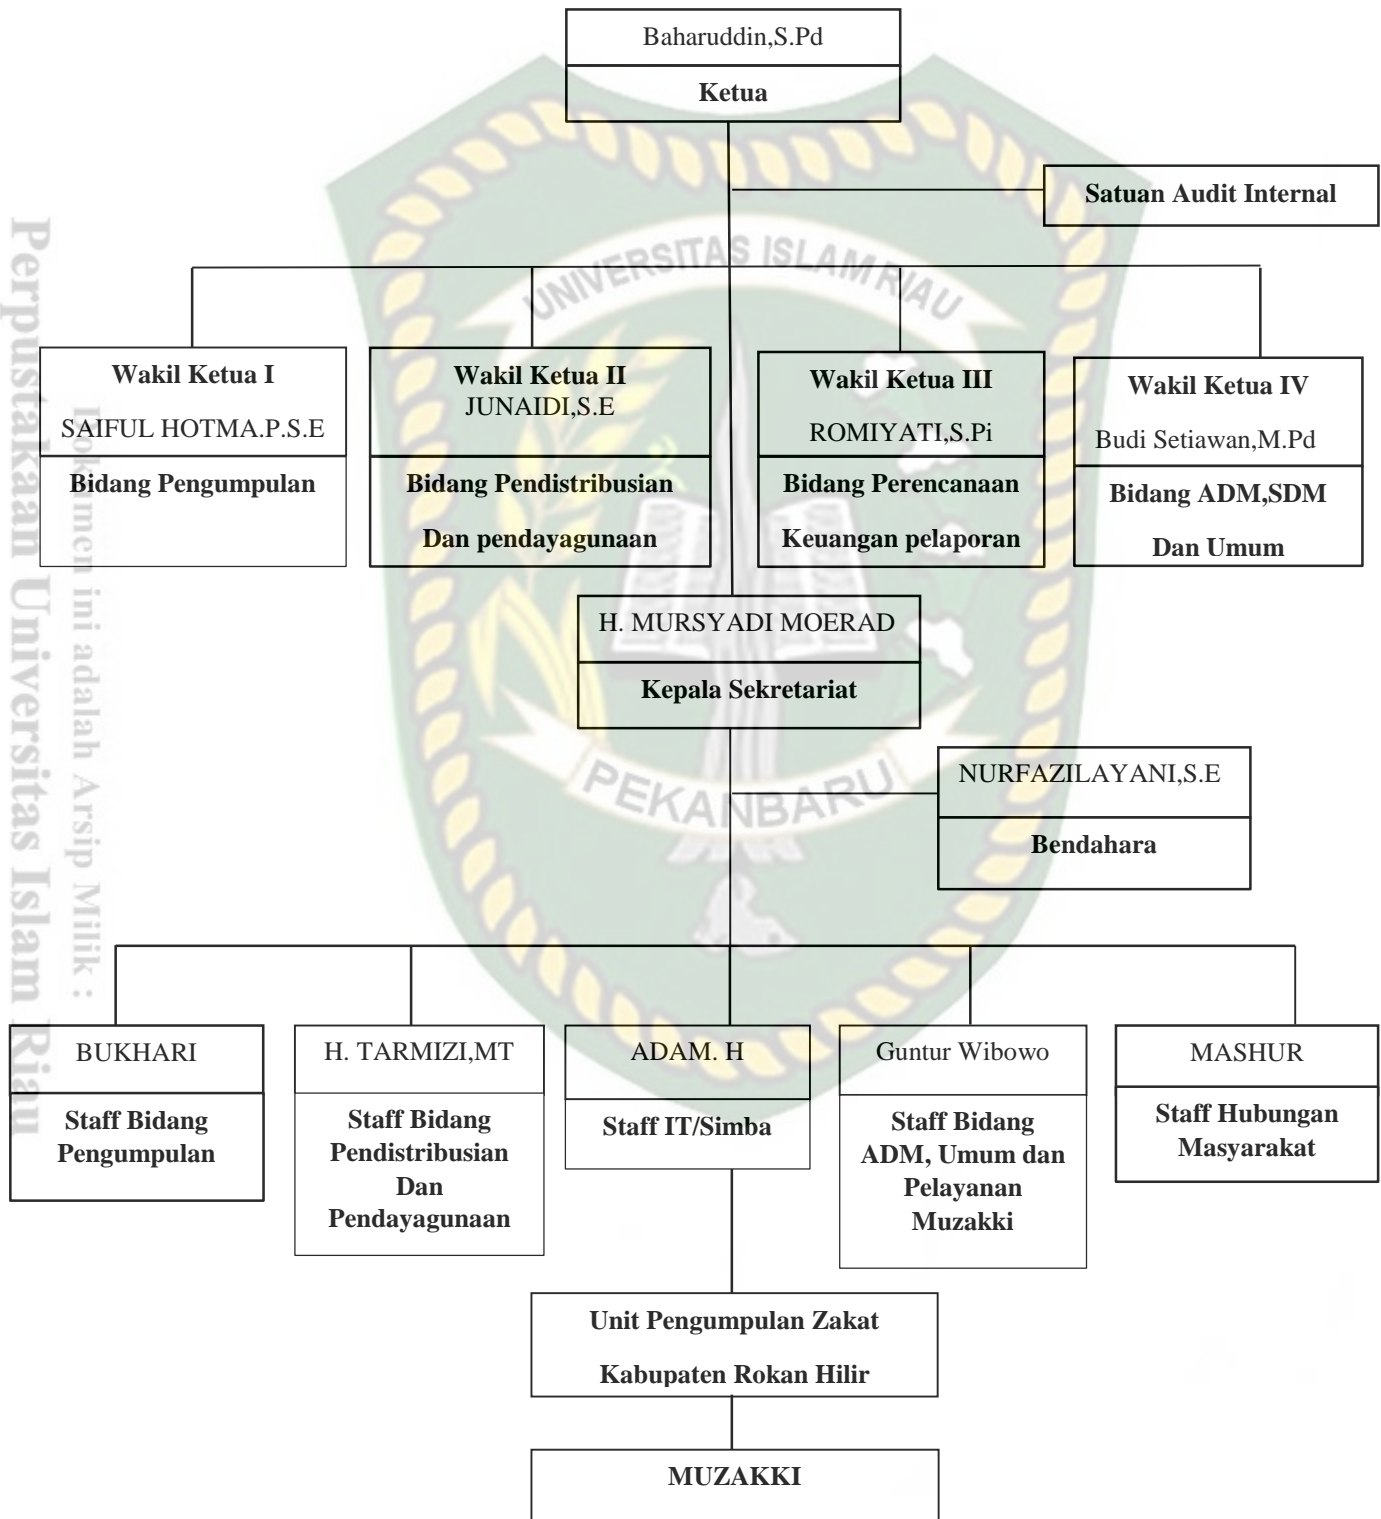 Baharuddin,S.Pd
Ketua
Satuan Audit Internal
UNIVERSITAS ISLAM RIAU
Wakil Ketua I
SAIFUL HOTMA.P.S.E
Bidang Pengumpulan
Wakil Ketua II
JUNAIDI,S.E
Bidang Pendistribusian
Dan pendayagunaan
Wakil Ketua III
ROMIYATI,S.Pi
Bidang Perencanaan
Keuangan pelaporan
Wakil Ketua IV
Budi Setiawan,M.Pd
Bidang ADM,SDM
Dan Umum
H. MURSYADI MOERAD
Kepala Sekretariat
PEKANBARU
NURFAZILAYANI,S.E
Bendahara
BUKHARI
Staff Bidang
Pengumpulan
H. TARMIZI,MT
Staff Bidang
Pendistribusian
Dan
Pendayagunaan
ADAM. H
Staff IT/Simba
Guntur Wibowo
Staff Bidang
ADM, Umum dan
Pelayanan
Muzakki
MASHUR
Staff Hubungan
Masyarakat
Unit Pengumpulan Zakat
Kabupaten Rokan Hilir
MUZAKKI
Perpustakaan Universitas Islam Riau
Dokumen ini adalah Arsip Milik :